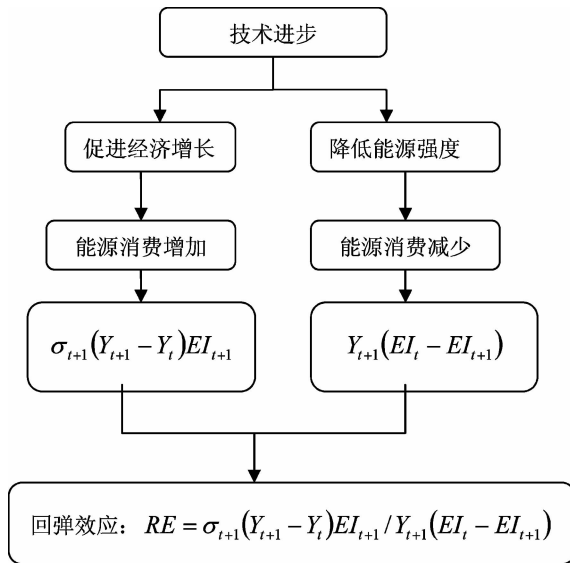 技术进步
促进经济增长
降低能源强度
能源消费增加
能源消费减少
σ_{t+1}(Y_{t+1} − Y_t)EI_{t+1}
Y_{t+1}(EI_t − EI_{t+1})
回弹效应： RE = σ_{t+1}(Y_{t+1} − Y_t)EI_{t+1} / Y_{t+1}(EI_t − EI_{t+1})